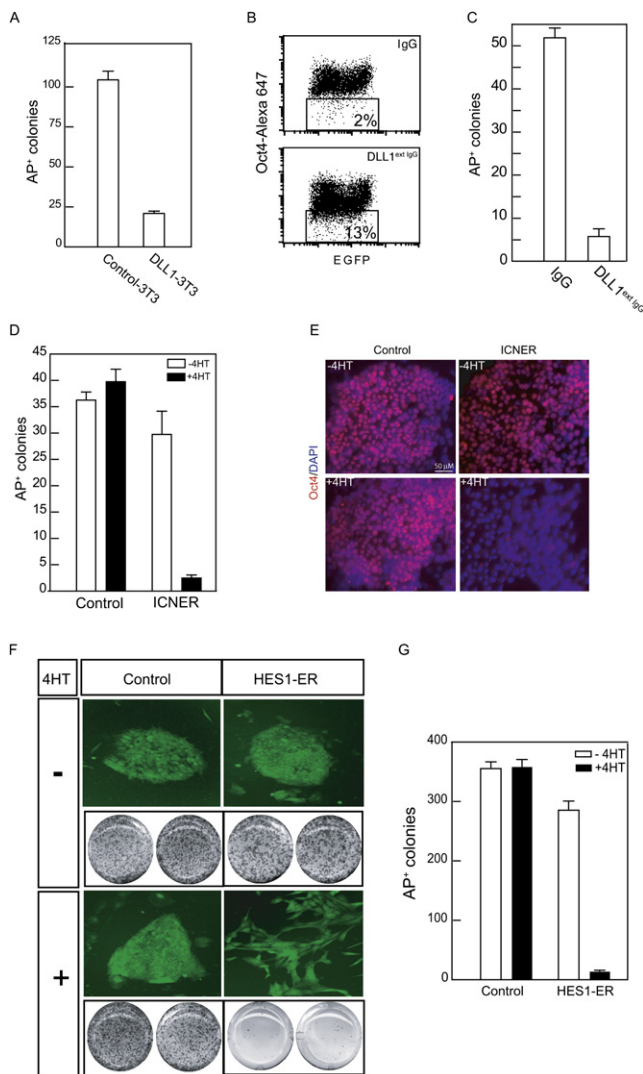 A
AP+ colonies
125
100
75
50
25
0
Control-3T3
DLL1-3T3
B
Oct4-Alexa 647
IgG
2%
DLL1ext IgG
13%
EGFP
C
AP+ colonies
50
40
30
20
10
0
IgG
DLL1ext IgG
D
AP+ colonies
45
40
35
30
25
20
15
10
5
0
-4HT
+4HT
Control
ICNER
E
Control
ICNER
Oct4/DAPI
-4HT
-4HT
50 µM
+4HT
+4HT
F
4HT
Control
HES1-ER
-
+
G
AP+ colonies
400
300
200
100
0
- 4HT
+4HT
Control
HES1-ER